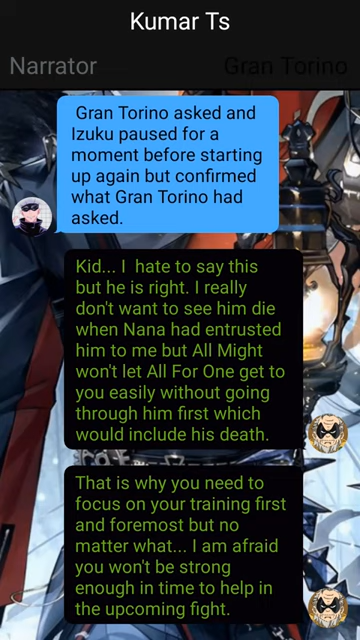 Kumar Ts
Narrator
Gran Torino
Gran Torino asked and
Izuku paused for a
moment before starting
up again but confirmed
what Gran Torino had
asked.
Kid... I hate to say this
but he is right. I really
don't want to see him die
when Nana had entrusted
him to me but All Might
won't let All For One get to
you easily without going
through him first which
would include his death.
That is why you need to
focus on your training first
and foremost but no
matter what... I am afraid
you won't be strong
enough in time to help in
the upcoming fight.